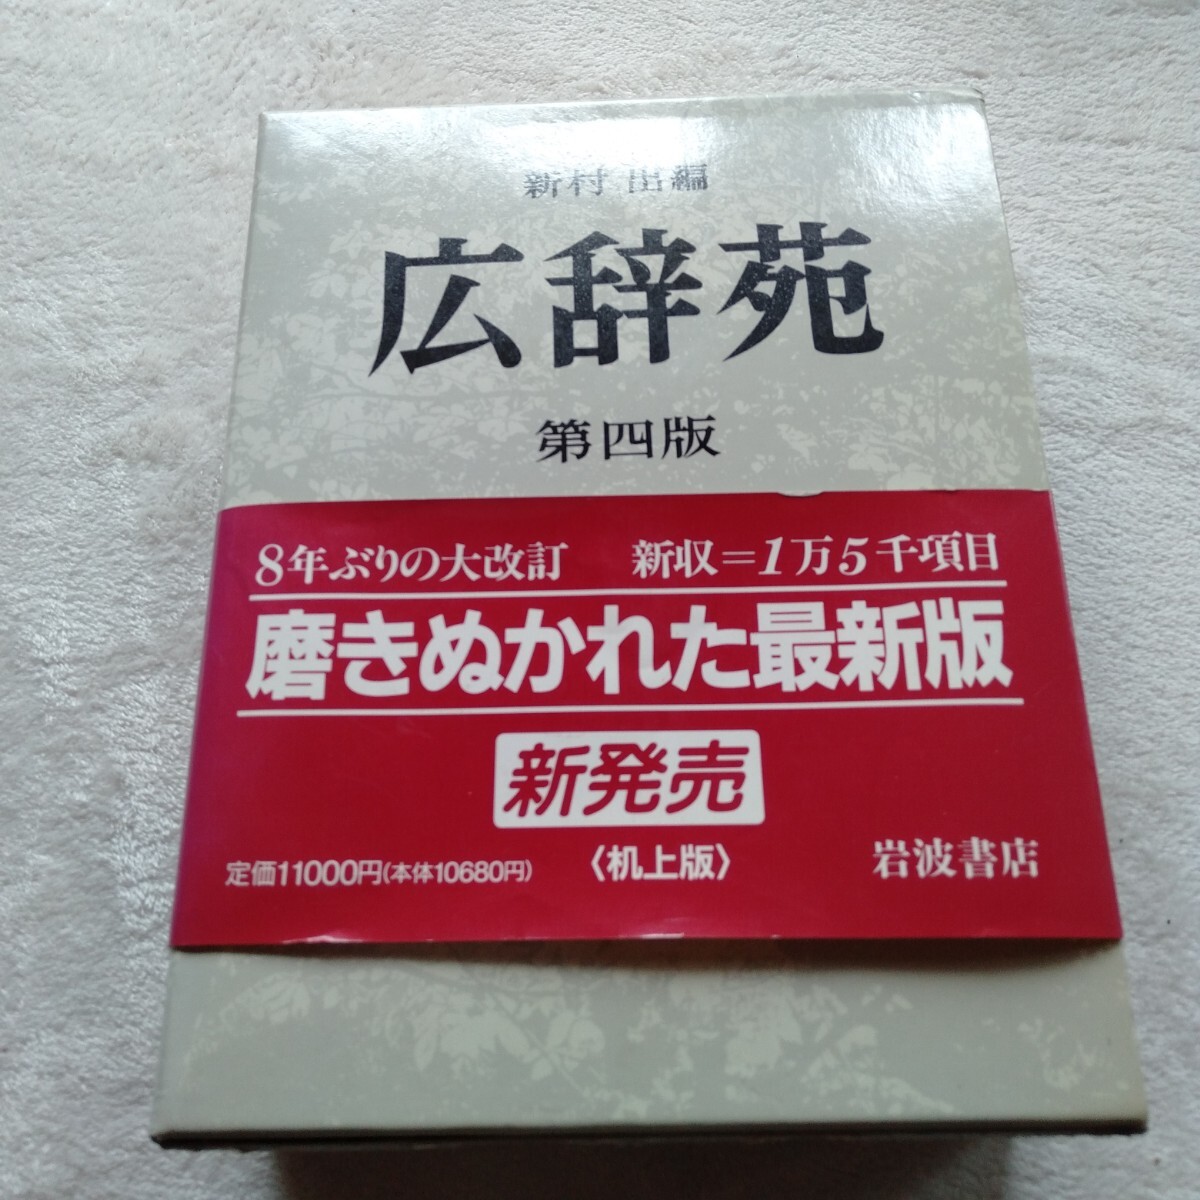 新村 出編
広辞苑
第四版
8年ぶりの大改訂 新収=1万5千項目
磨きぬかれた最新版
新発売
定価11000円(本体10680円) 〈机上版〉 岩波書店